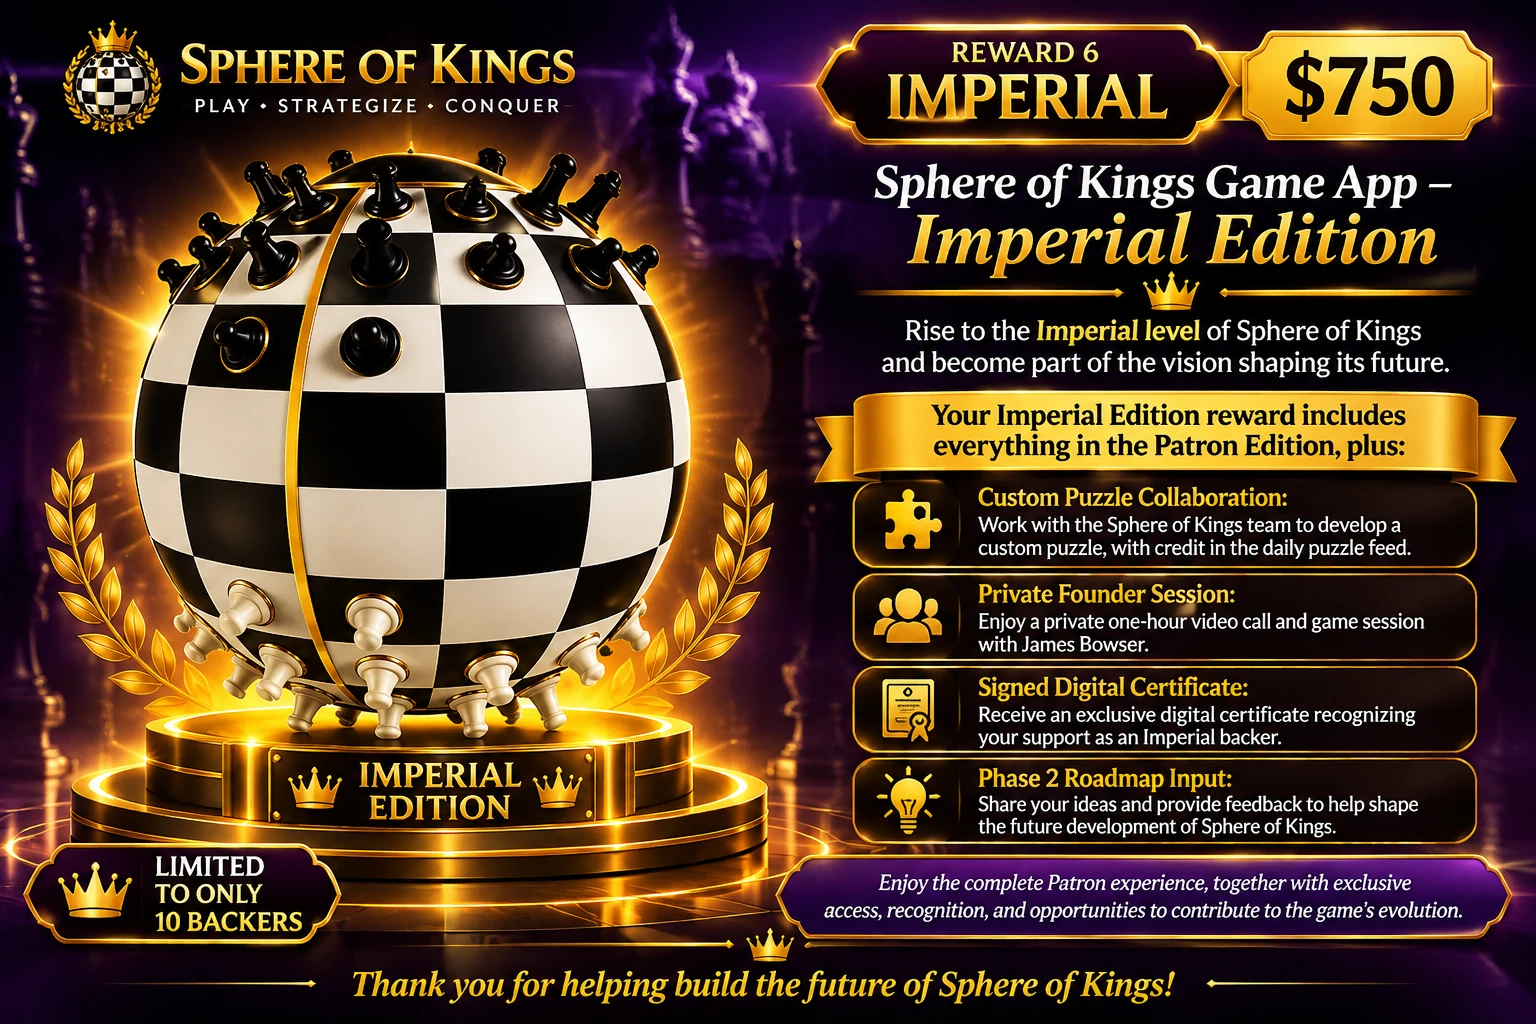 SPHERE OF KINGS
PLAY • STRATEGIZE • CONQUER
REWARD 6
IMPERIAL
$750
Sphere of Kings Game App –
Imperial Edition
Rise to the Imperial level of Sphere of Kings
and become part of the vision shaping its future.
Your Imperial Edition reward includes
everything in the Patron Edition, plus:
Custom Puzzle Collaboration:
Work with the Sphere of Kings team to develop a
custom puzzle, with credit in the daily puzzle feed.
Private Founder Session:
Enjoy a private one-hour video call and game session
with James Bowser.
Signed Digital Certificate:
Receive an exclusive digital certificate recognizing
your support as an Imperial backer.
Phase 2 Roadmap Input:
Share your ideas and provide feedback to help shape
the future development of Sphere of Kings.
IMPERIAL
EDITION
LIMITED
TO ONLY
10 BACKERS
Enjoy the complete Patron experience, together with exclusive
access, recognition, and opportunities to contribute to the game's evolution.
Thank you for helping build the future of Sphere of Kings!